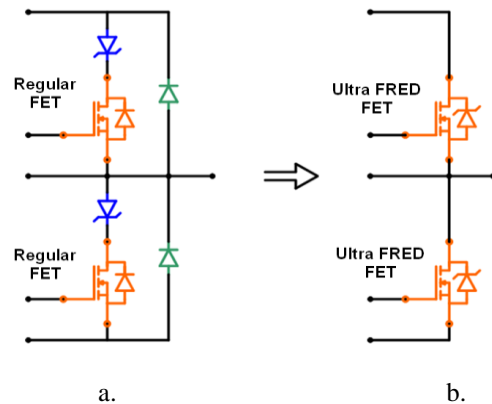 Regular
FET
Regular
FET
a.
Ultra FRED
FET
Ultra FRED
FET
b.